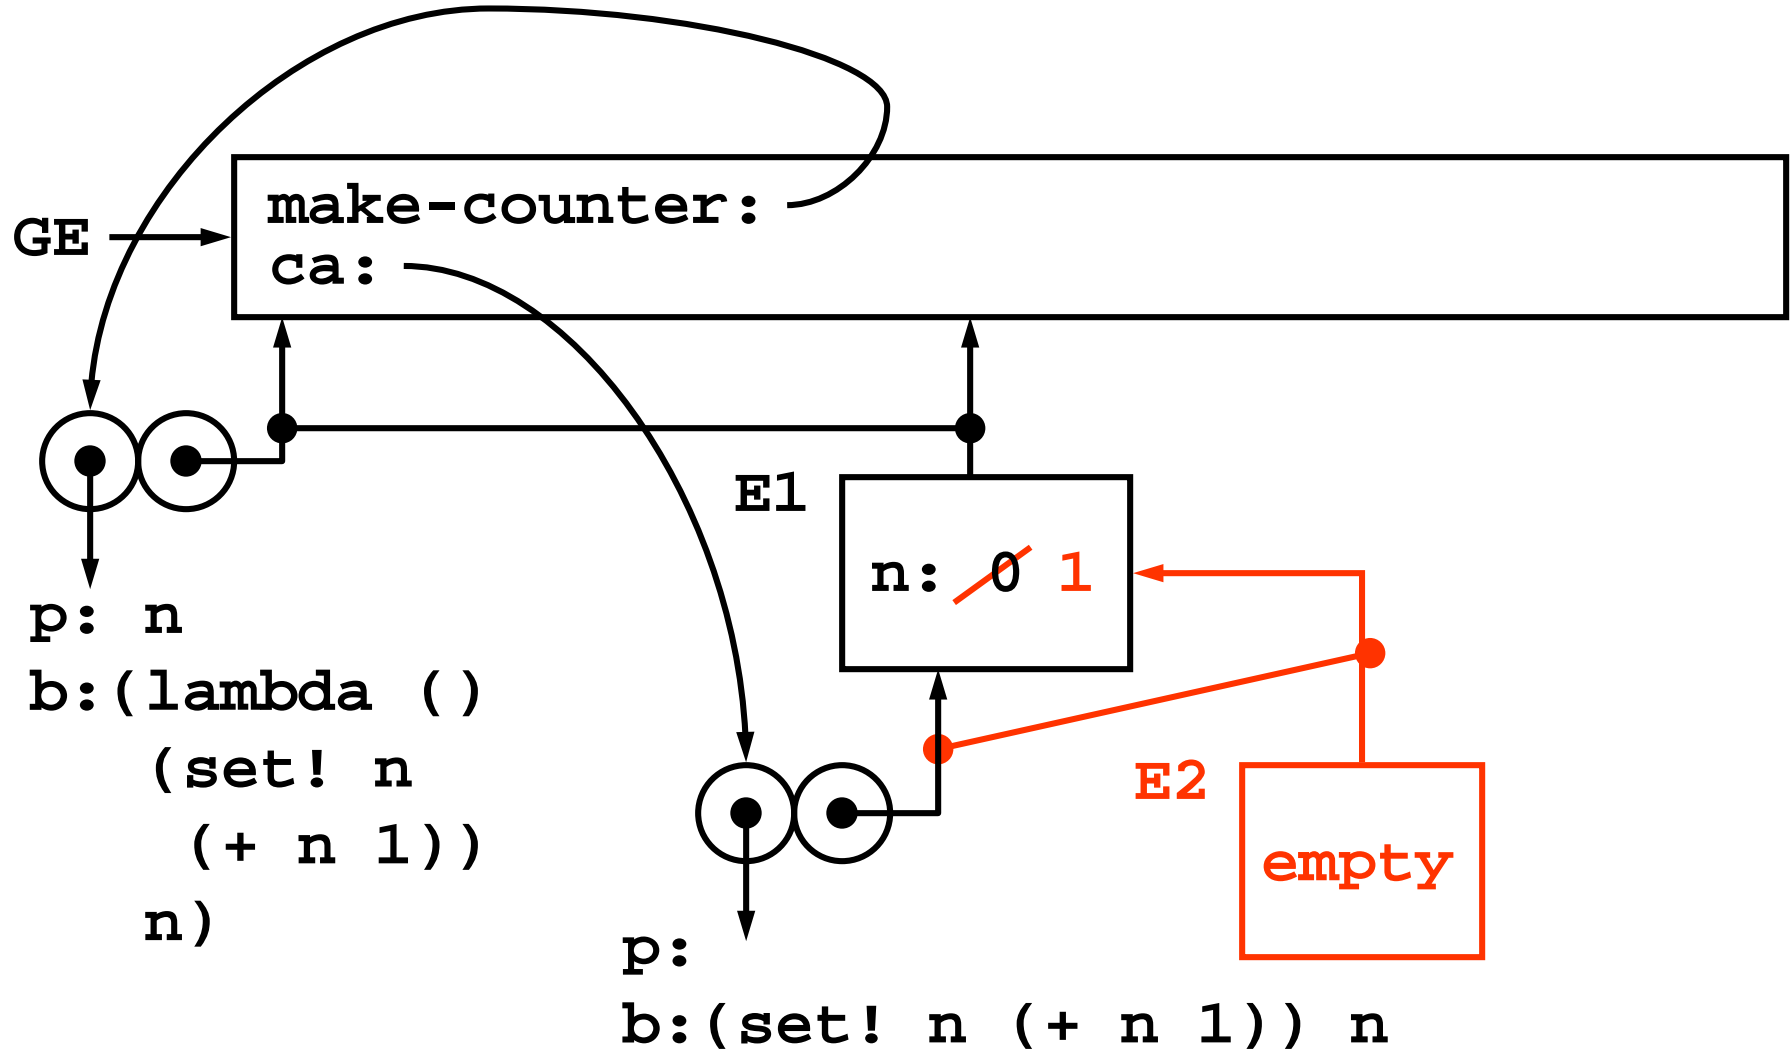 make-counter:
GE
ca:
E1
n: 0 1
p: n
b:(lambda ()
(set! n
(+ n 1))
n)
E2
empty
p:
b:(set! n (+ n 1)) n